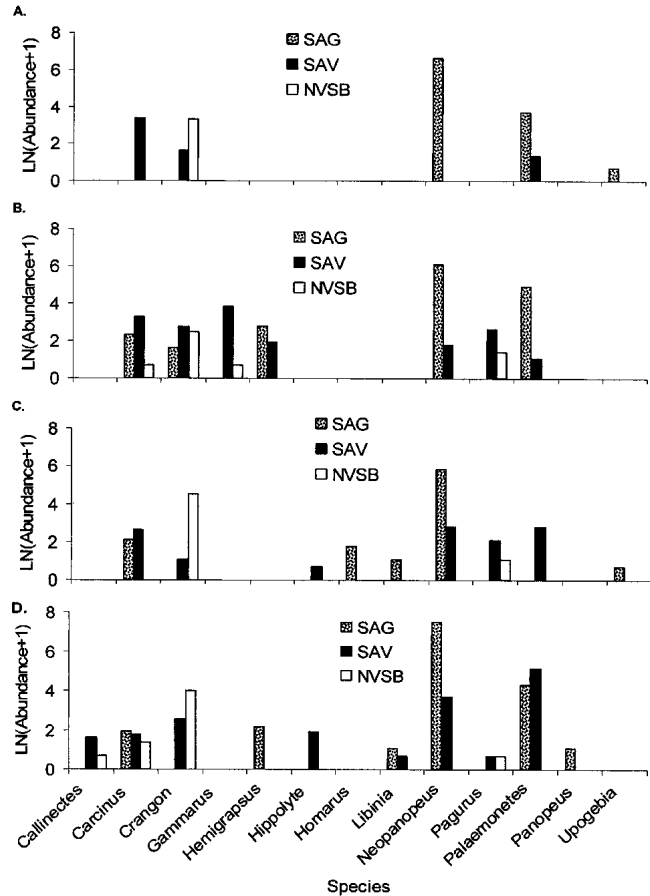 A.
LN(Abundance+1)
8
6
4
2
0
SAG
SAV
NVSB
B.
LN(Abundance+1)
8
6
4
2
0
SAG
SAV
NVSB
C.
LN(Abundance+1)
8
6
4
2
0
SAG
SAV
NVSB
D.
LN(Abundance+1)
8
6
4
2
0
SAG
SAV
NVSB
Callinectes
Carcinus
Crangon
Gammarus
Hemigrapsus
Hippolyte
Homarus
Libinia
Neopanopeus
Pagurus
Palaemonetes
Panopeus
Upogebia
Species